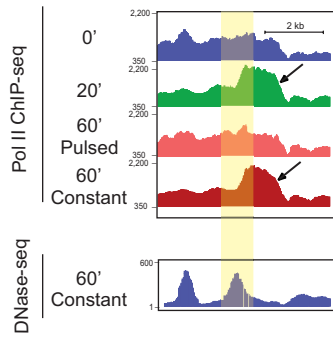 Pol II ChIP-seq
0’
20’
60’
Pulsed
60’
Constant
2,200
350
2,200
350
2,200
350
2,200
350
2 kb
DNase-seq
60’
Constant
600
1